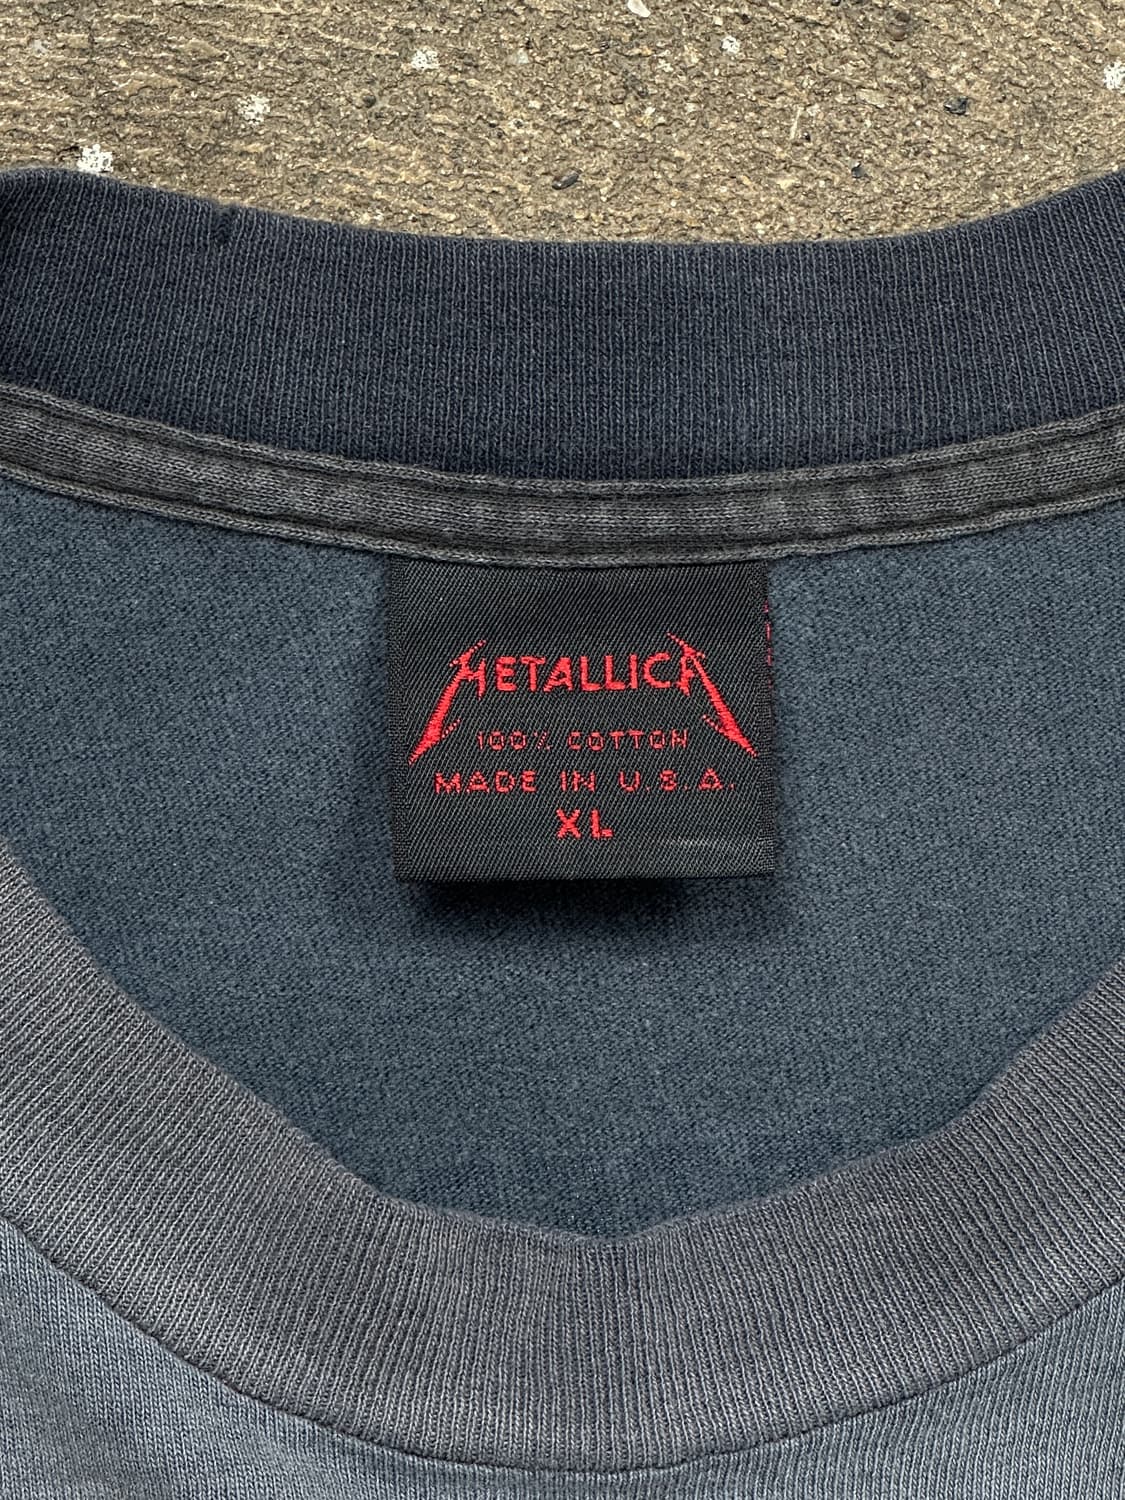 METALLICA
100% COTTON
MADE IN U.S.A.
XL